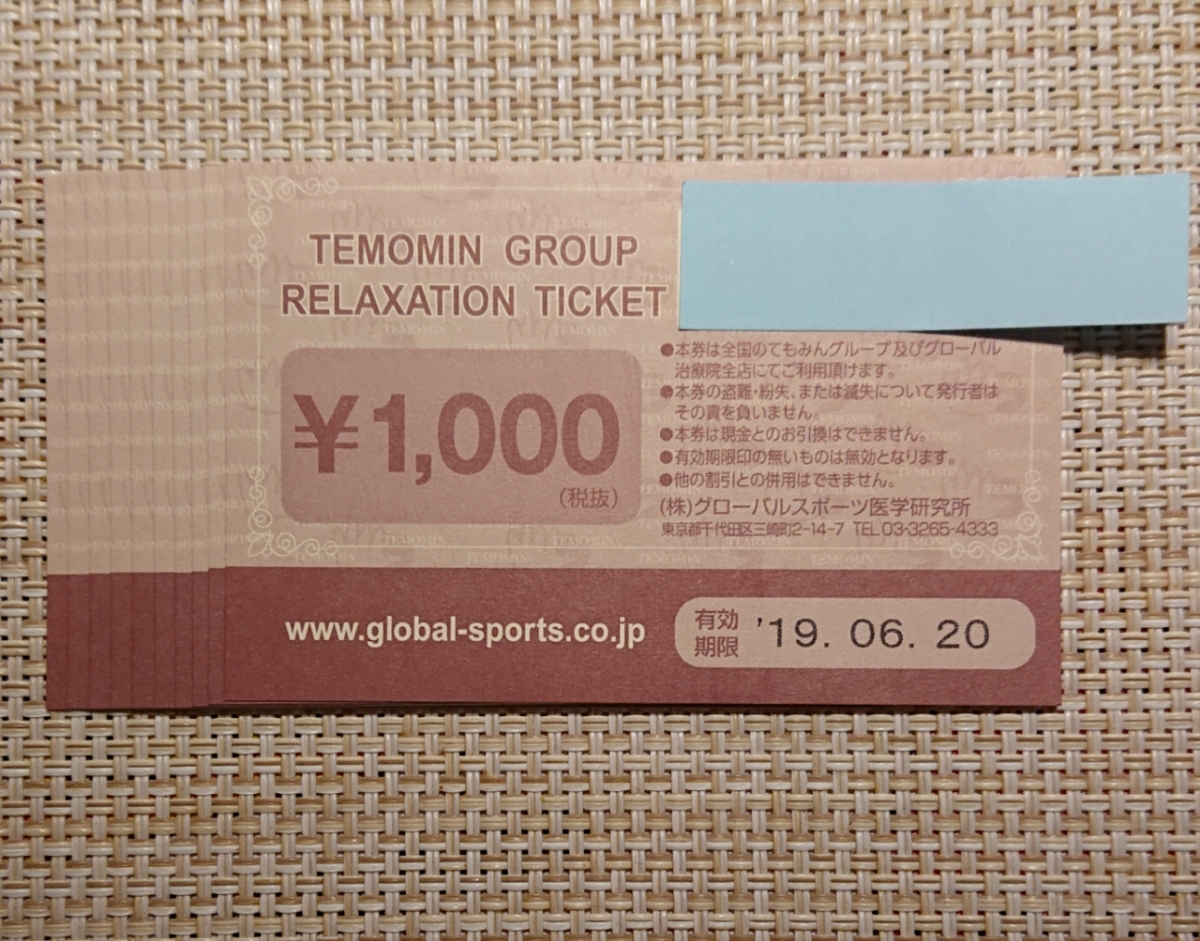 TEMOMIN GROUP
RELAXATION TICKET
¥1,000
(税抜)
●本券は全国のてもみんグループ及びグローバル
治療院全店にてご利用頂けます。
●本券の盗難・紛失、または滅失について発行者は
その責を負いません。
●本券は現金とのお引換はできません。
●有効期限印の無いものは無効となります。
●他の割引との併用はできません。
(株)グローバルスポーツ医学研究所
東京都千代田区三崎町2-14-7 TEL 03-3265-4333
www.global-sports.co.jp
有効
期限
'19. 06. 20